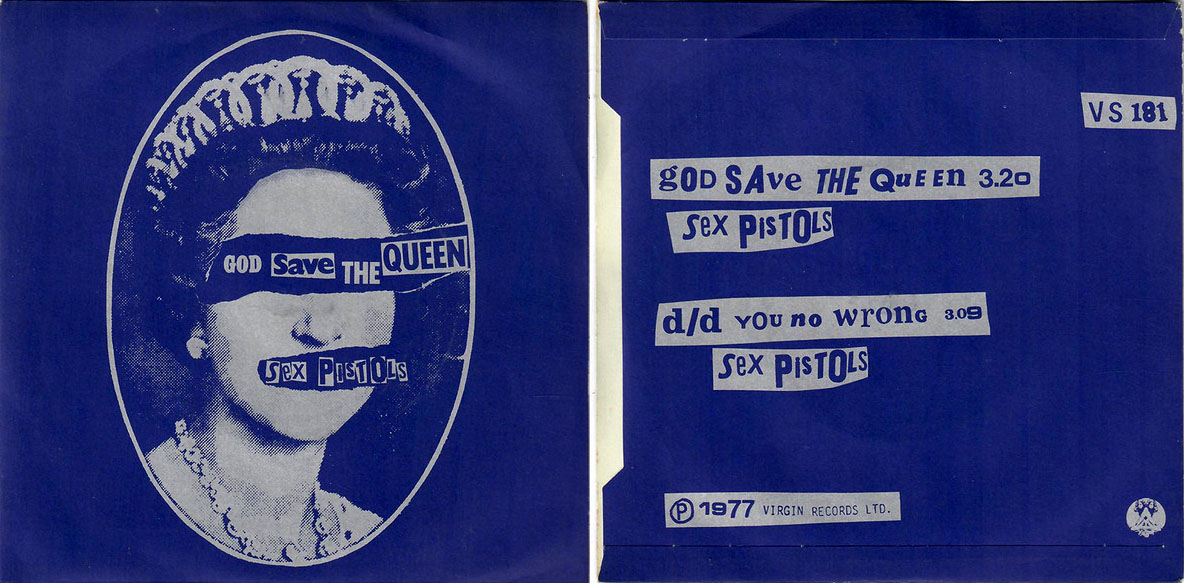 GOD Save THE QUEEN
Sex PISTOLS
VS 181
gOD SAve THE QuEEn 3.20
Sex PIsTOLs
d/d YOU no wronG 3.09
Sex PIsTOLs
Ⓟ 1977 VIRGIN RECORDS LTD.